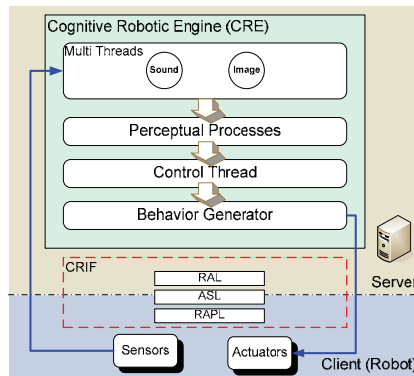 Cognitive Robotic Engine (CRE)
Multi Threads
Sound
Image
Perceptual Processes
Control Thread
Behavior Generator
CRIF
RAL
Server
ASL
RAPL
Sensors
Actuators
Client (Robot)